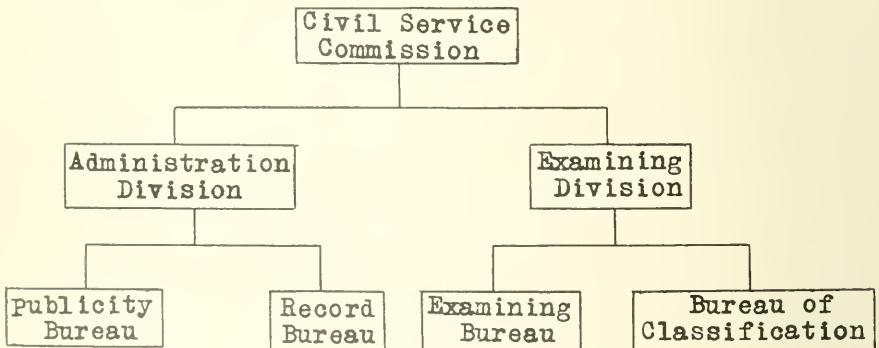 Civil Service
Commission
Administration
Division
Examining
Division
Publicity
Bureau
Record
Bureau
Examining
Bureau
Bureau of
Classification